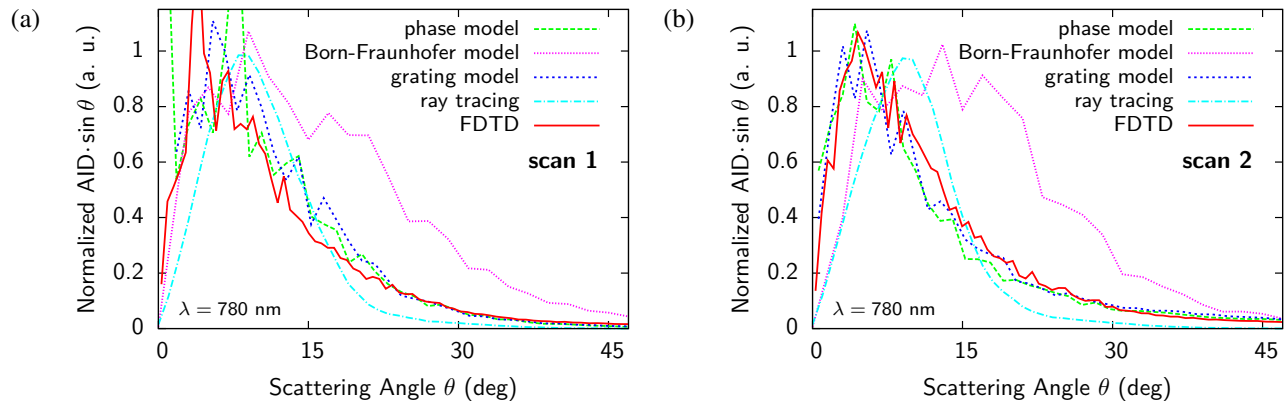 (a)
Normalized AID· sin θ (a. u.)
1
0.8
0.6
0.4
0.2
0
phase model
Born-Fraunhofer model
grating model
ray tracing
FDTD
scan 1
λ = 780 nm
0 15 30 45
Scattering Angle θ (deg)
(b)
Normalized AID· sin θ (a. u.)
1
0.8
0.6
0.4
0.2
0
phase model
Born-Fraunhofer model
grating model
ray tracing
FDTD
scan 2
λ = 780 nm
0 15 30 45
Scattering Angle θ (deg)